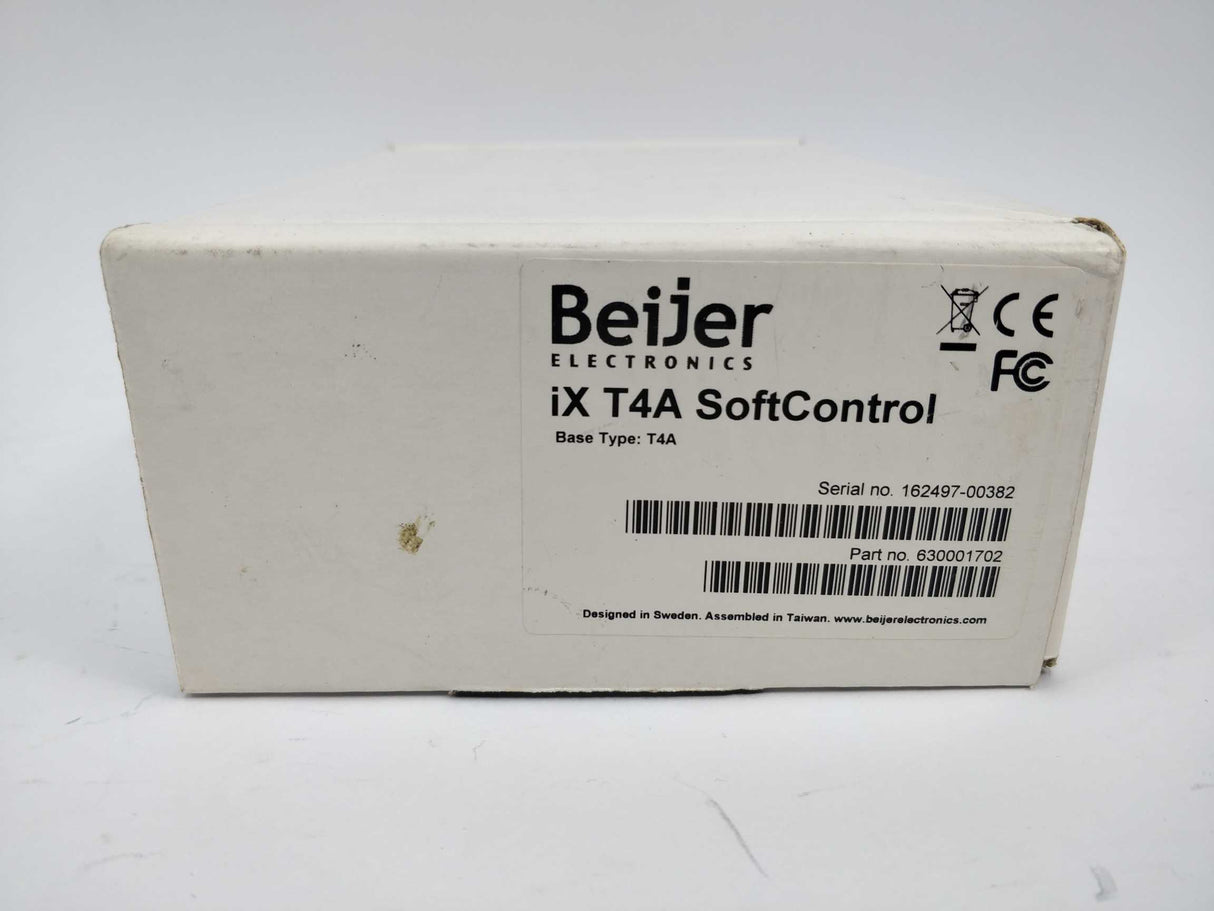 Beijer
ELECTRONICS
iX T4A SoftControl
Base Type: T4A
CE
FC
Serial no. 162497-00382
Part no. 630001702
Designed in Sweden. Assembled in Taiwan. www.beijerelectronics.com